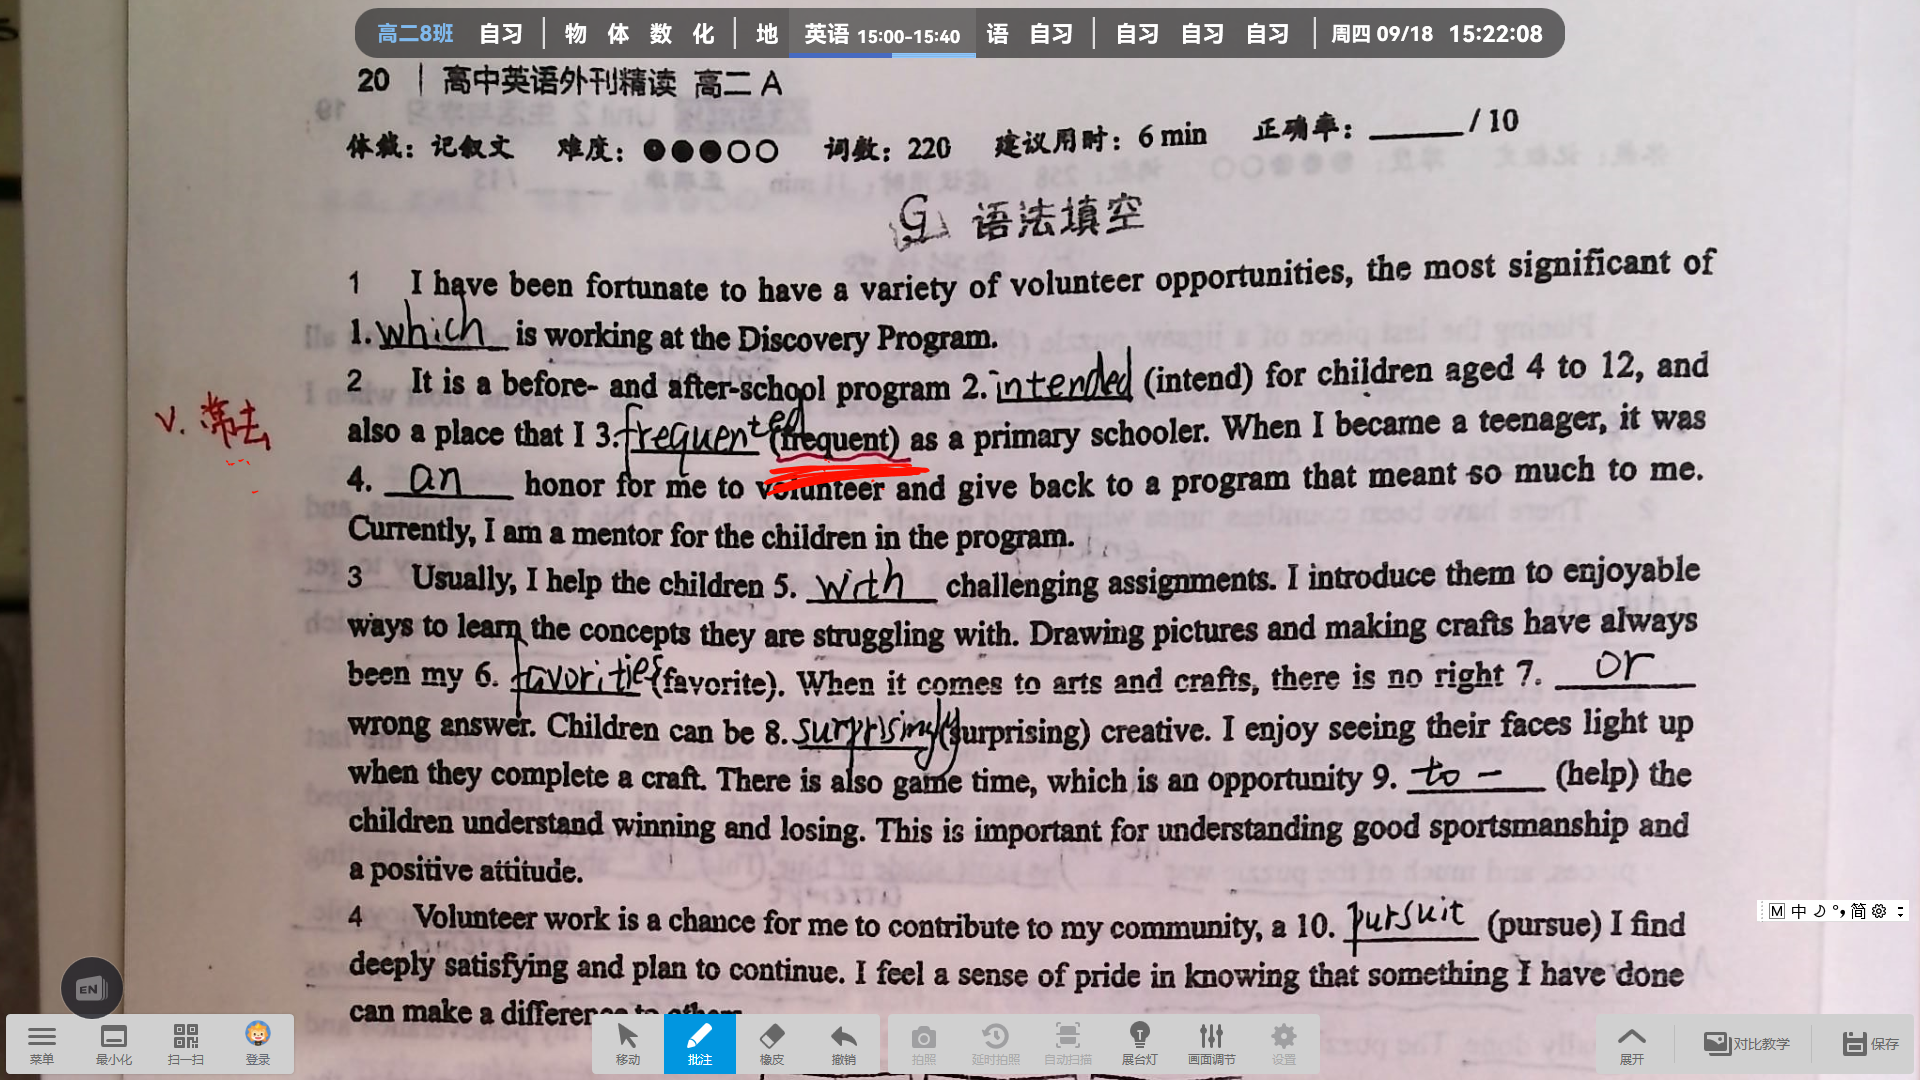 高二8班 自习 | 物 体 数 化 | 地 英语 15:00-15:40 语 自习 | 自习 自习 自习 | 周四 09/18 15:22:08
20 | 高中英语外刊精读 高二 A
体裁：记叙文 难度：●●●○○ 词数：220 建议用时：6 min 正确率：______ / 10
G 语法填空
1 I have been fortunate to have a variety of volunteer opportunities, the most significant of
1. which is working at the Discovery Program.
2 It is a before- and after-school program 2. intended (intend) for children aged 4 to 12, and
v. 常去
also a place that I 3. frequented (frequent) as a primary schooler. When I became a teenager, it was
4. an honor for me to volunteer and give back to a program that meant so much to me.
Currently, I am a mentor for the children in the program.
3 Usually, I help the children 5. with challenging assignments. I introduce them to enjoyable
ways to learn the concepts they are struggling with. Drawing pictures and making crafts have always
been my 6. favorities (favorite). When it comes to arts and crafts, there is no right 7. or
wrong answer. Children can be 8. surprisingly (surprising) creative. I enjoy seeing their faces light up
when they complete a craft. There is also game time, which is an opportunity 9. to - (help) the
children understand winning and losing. This is important for understanding good sportsmanship and
a positive attitude.
4 Volunteer work is a chance for me to contribute to my community, a 10. pursuit (pursue) I find
deeply satisfying and plan to continue. I feel a sense of pride in knowing that something I have done
can make a difference to others.
M 中 简
EN
菜单 最小化 扫一扫 登录 移动 批注 橡皮 撤销 拍照 延时拍照 自动扫描 展台灯 画面调节 设置 展开 对比教学 保存